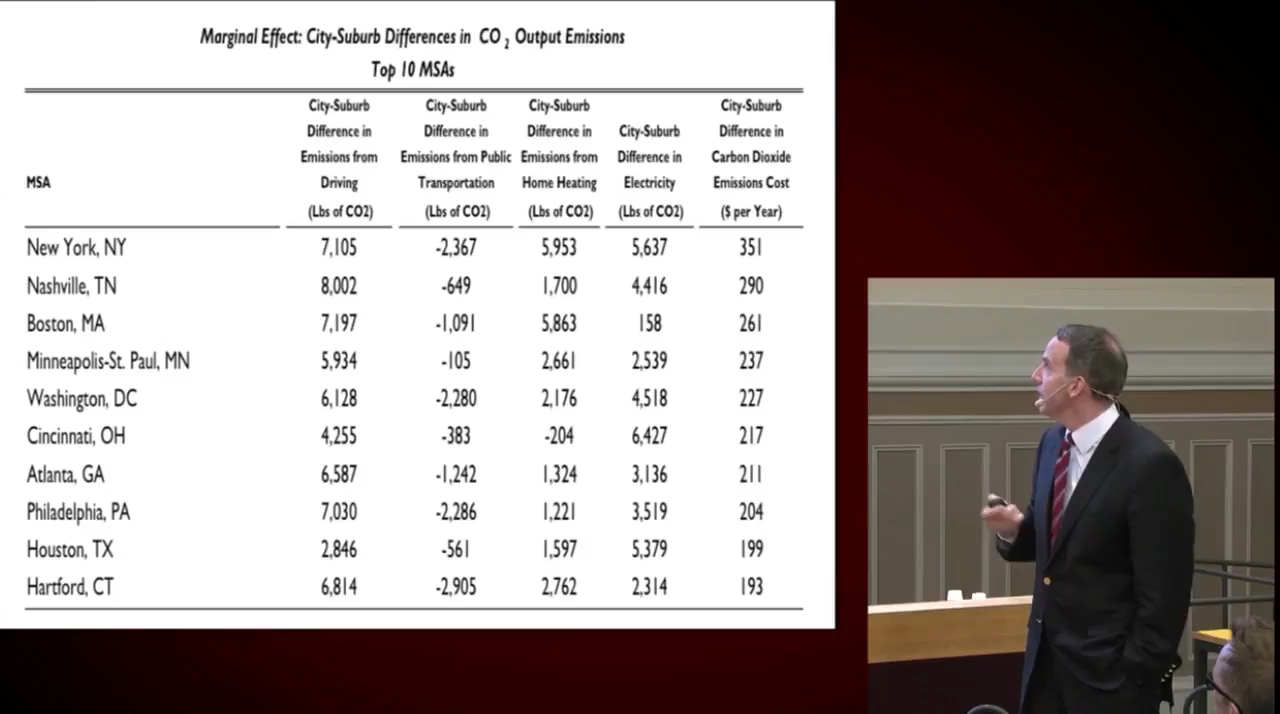 Marginal Effect: City-Suburb Differences in CO2 Output Emissions
Top 10 MSAs
City-Suburb City-Suburb City-Suburb City-Suburb
Difference in Difference in Difference in City-Suburb Difference in
Emissions from Emissions from Public Emissions from Difference in Carbon Dioxide
MSA Driving Transportation Home Heating Electricity Emissions Cost
(Lbs of CO2) (Lbs of CO2) (Lbs of CO2) (Lbs of CO2) ($ per Year)
New York, NY 7,105 -2,367 5,953 5,637 351
Nashville, TN 8,002 -649 1,700 4,416 290
Boston, MA 7,197 -1,091 5,863 158 261
Minneapolis-St. Paul, MN 5,934 -105 2,661 2,539 237
Washington, DC 6,128 -2,280 2,176 4,518 227
Cincinnati, OH 4,255 -383 -204 6,427 217
Atlanta, GA 6,587 -1,242 1,324 3,136 211
Philadelphia, PA 7,030 -2,286 1,221 3,519 204
Houston, TX 2,846 -561 1,597 5,379 199
Hartford, CT 6,814 -2,905 2,762 2,314 193